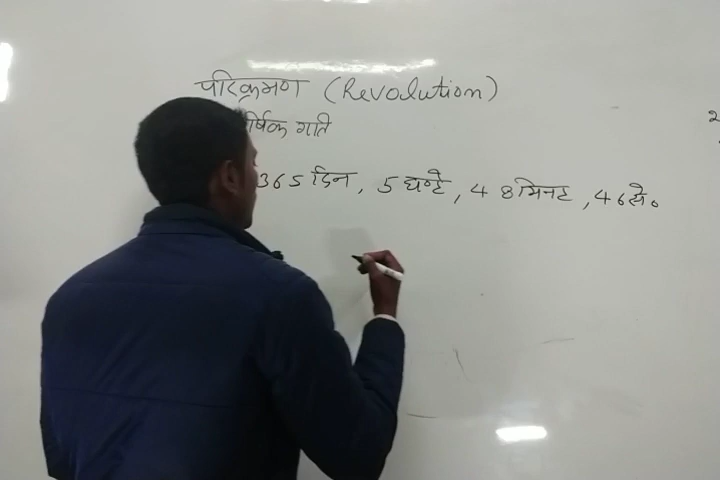 परिक्रमण (Revolution)
र्षिक गति
365 दिन, 5 घण्टे, 48 मिनट, 46 से०